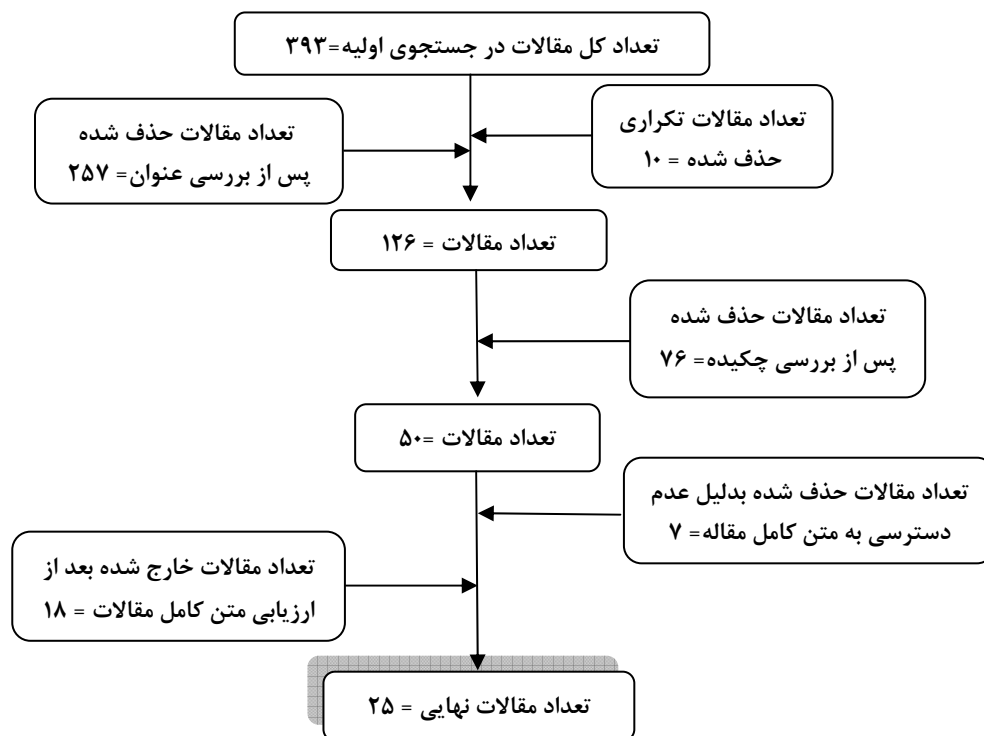 تعداد کل مقالات در جستجوی اولیه=۳۹۳
تعداد مقالات تکراری
حذف شده = ۱۰
تعداد مقالات حذف شده
پس از بررسی عنوان= ۲۵۷
تعداد مقالات = ۱۲۶
تعداد مقالات حذف شده
پس از بررسی چکیده= ۷۶
تعداد مقالات =۵۰
تعداد مقالات حذف شده بدلیل عدم
دسترسی به متن کامل مقاله= ۷
تعداد مقالات خارج شده بعد از
ارزیابی متن کامل مقالات = ۱۸
تعداد مقالات نهایی = ۲۵